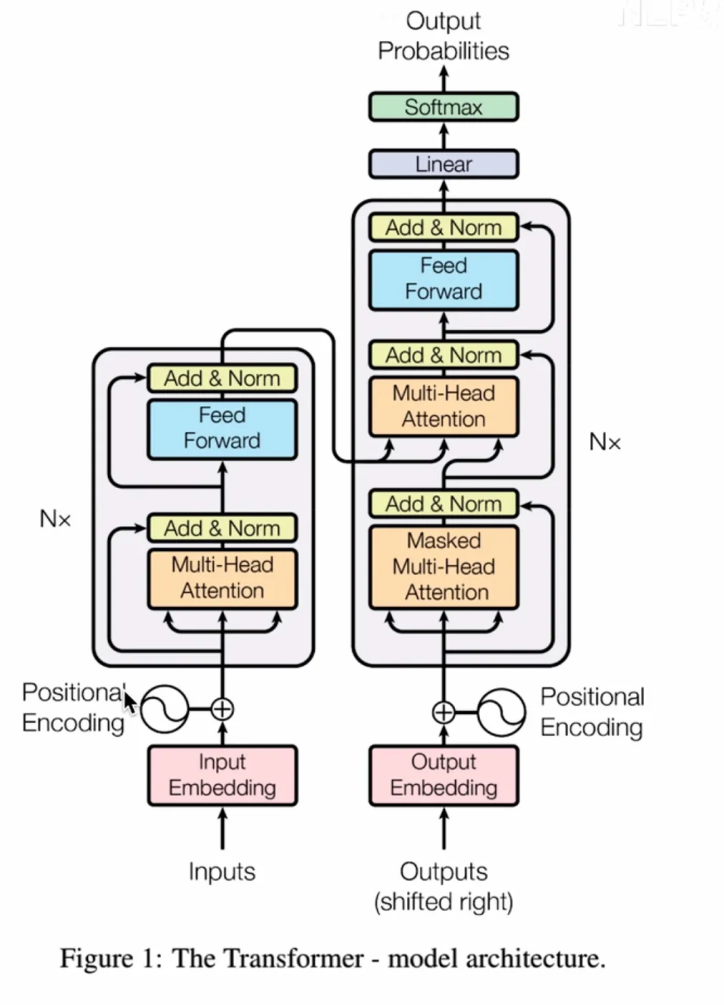 Output
Probabilities
Softmax
Linear
Add & Norm
Feed
Forward
Add & Norm
Multi-Head
Attention
Add & Norm
Masked
Multi-Head
Attention
Nx
Add & Norm
Feed
Forward
Add & Norm
Multi-Head
Attention
Nx
Positional
Encoding
Positional
Encoding
Input
Embedding
Output
Embedding
Inputs
Outputs
(shifted right)
Figure 1: The Transformer - model architecture.